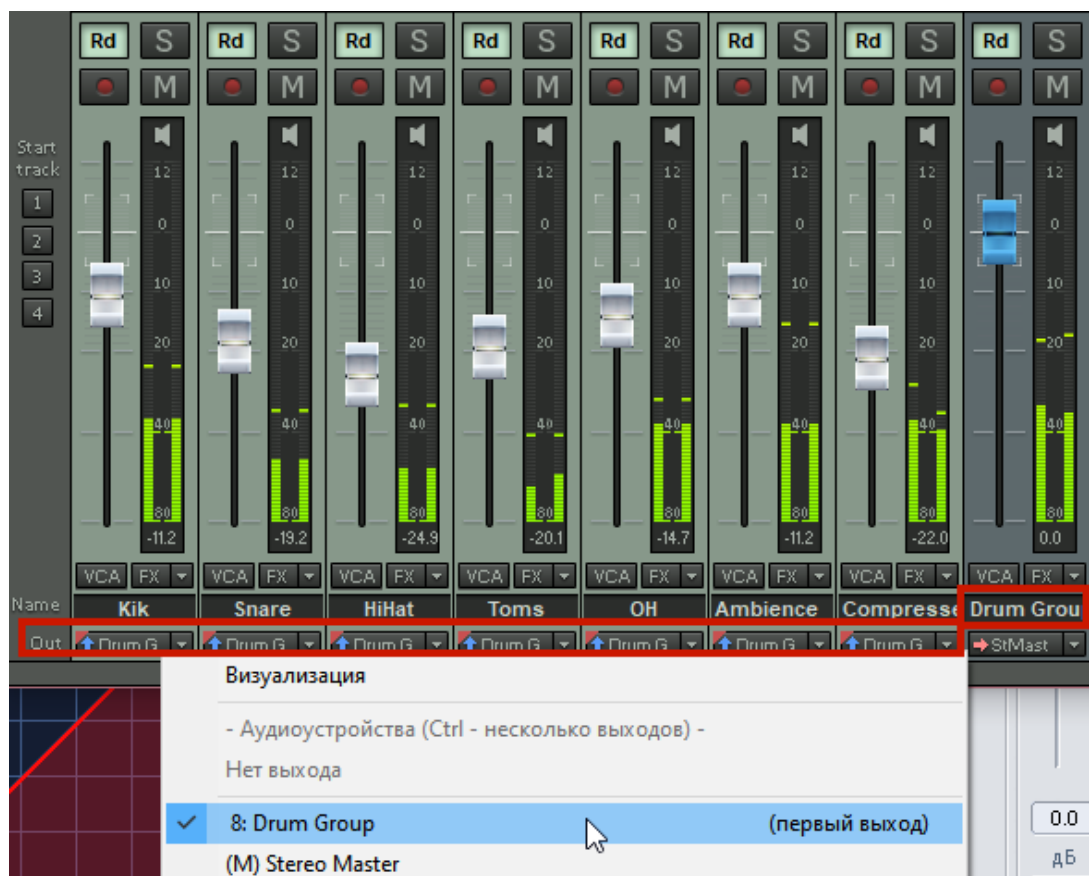 Rd S Rd S Rd S Rd S Rd S Rd S Rd S Rd S
M M M M M M M M
Start
track
1
2
3
4
12 12 12 12 12 12 12 12
0 0 0 0 0 0 0 0
10 10 10 10 10 10 10 10
20 20 20 20 20 20 20 20
40 40 40 40 40 40 40 40
80 80 80 80 80 80 80 80
-11.2 -19.2 -24.9 -20.1 -14.7 -11.2 -22.0 0.0
VCA FX VCA FX VCA FX VCA FX VCA FX VCA FX VCA FX VCA FX
Name Kik Snare HiHat Toms OH Ambience Compresse Drum Grou
Out Drum G Drum G Drum G Drum G Drum G Drum G Drum G StMast
Визуализация
- Аудиоустройства (Ctrl - несколько выходов) -
Нет выхода
8: Drum Group (первый выход)
(M) Stereo Master
0.0
дБ